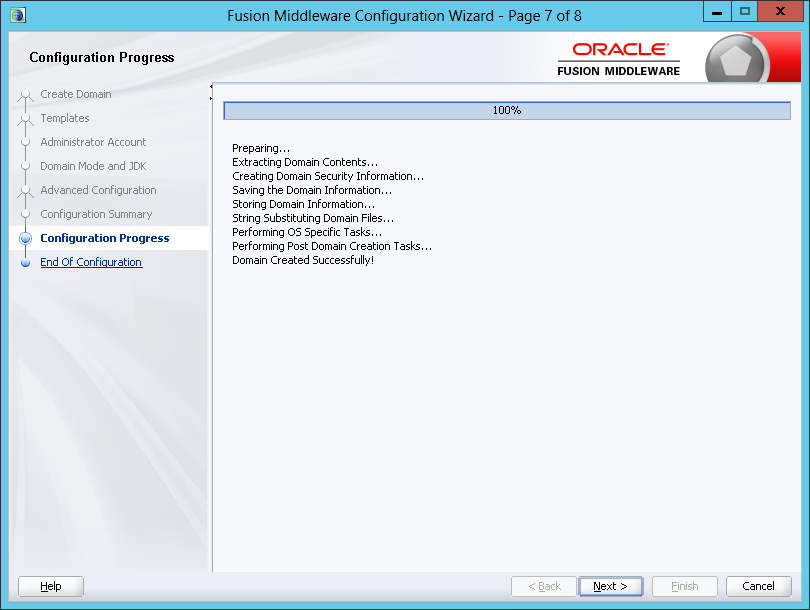 Fusion Middleware Configuration Wizard - Page 7 of 8
Configuration Progress
ORACLE
FUSION MIDDLEWARE
Create Domain
Templates
Administrator Account
Domain Mode and JDK
Advanced Configuration
Configuration Summary
Configuration Progress
End Of Configuration
100%
Preparing...
Extracting Domain Contents...
Creating Domain Security Information...
Saving the Domain Information...
Storing Domain Information...
String Substituting Domain Files...
Performing OS Specific Tasks...
Performing Post Domain Creation Tasks...
Domain Created Successfully!
Help
< Back
Next >
Finish
Cancel